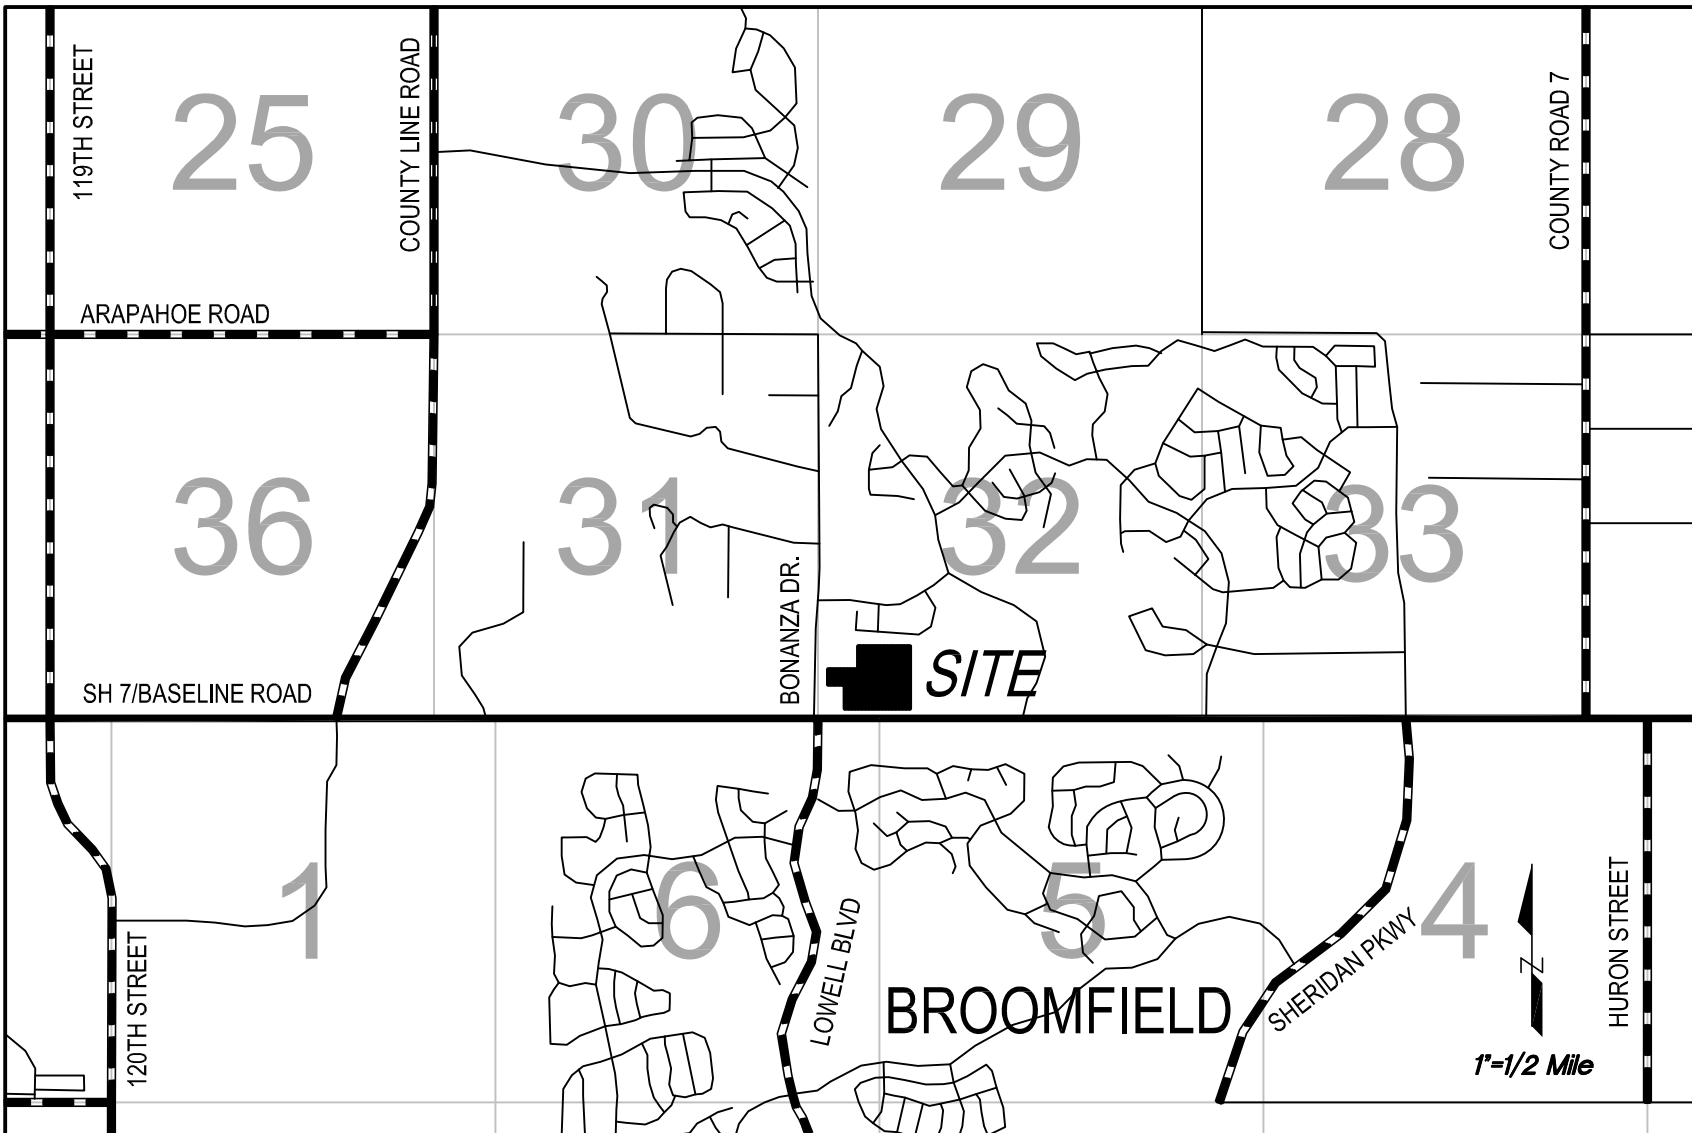 119TH STREET
25
COUNTY LINE ROAD
30
29
28
COUNTY ROAD 7
ARAPAHOE ROAD
36
31
32
33
BONANZA DR.
SITE
SH 7/BASELINE ROAD
1
6
5
4
120TH STREET
LOWELL BLVD
BROOMFIELD
SHERIDAN PKWY
N
HURON STREET
1"=1/2 Mile